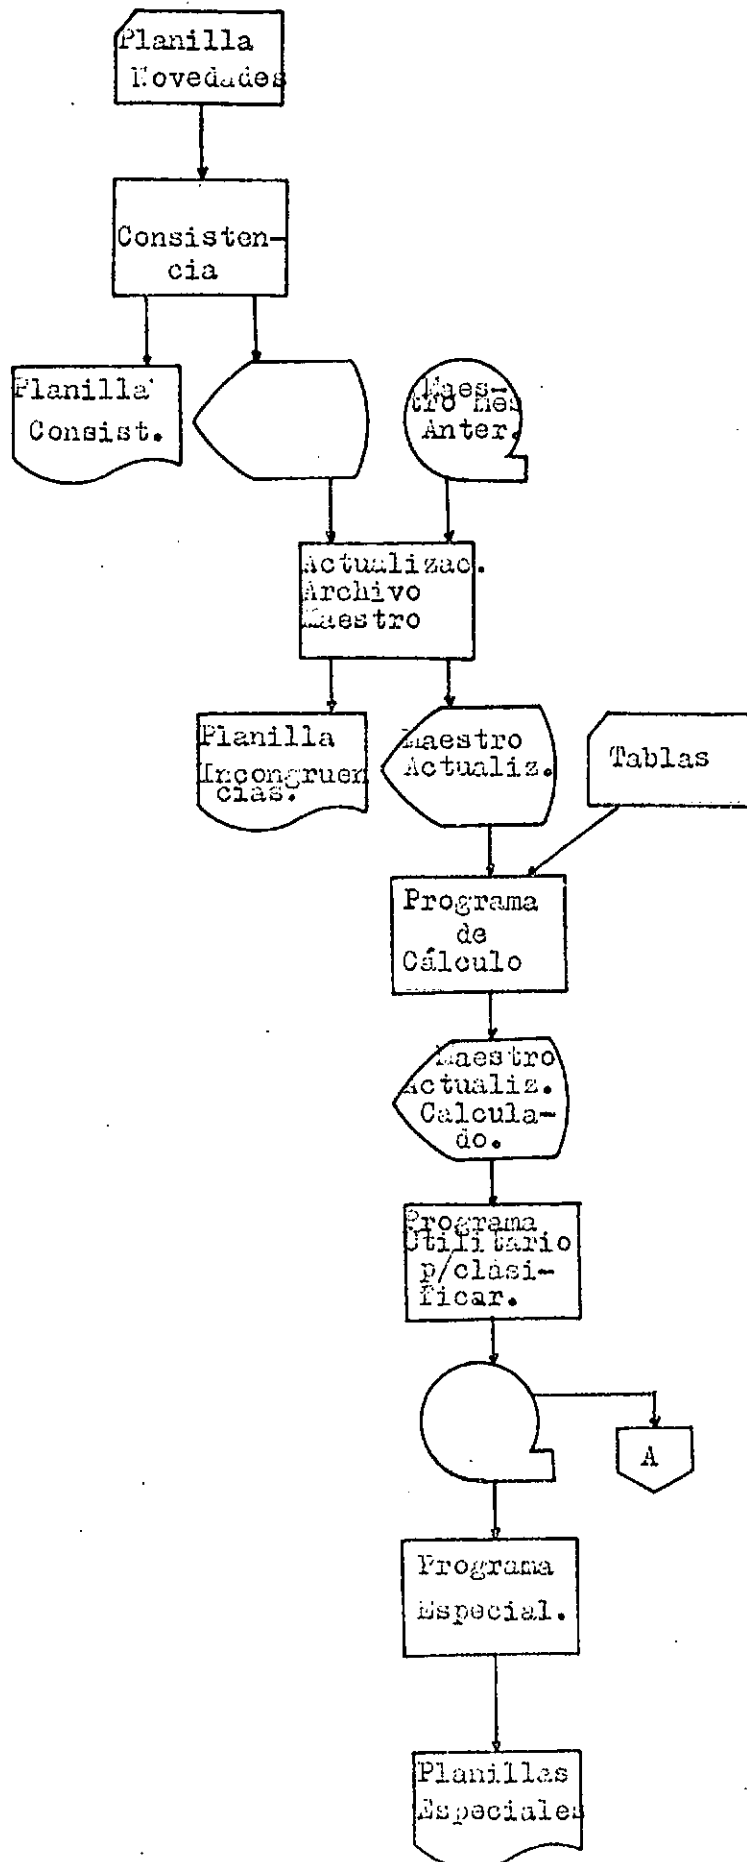 Planilla
Novedades
Consisten-
cia
Planilla
Consist.
Maes-
tro Mes
Anter.
Actualizac.
Archivo
Maestro
Planilla
Incongruen
cias.
Maestro
Actualiz.
Tablas
Programa
de
Cálculo
Maestro
Actualiz.
Calcula-
do.
Programa
Utilitario
p/clasi-
ficar.
A
Programa
Especial.
Planillas
Especiales